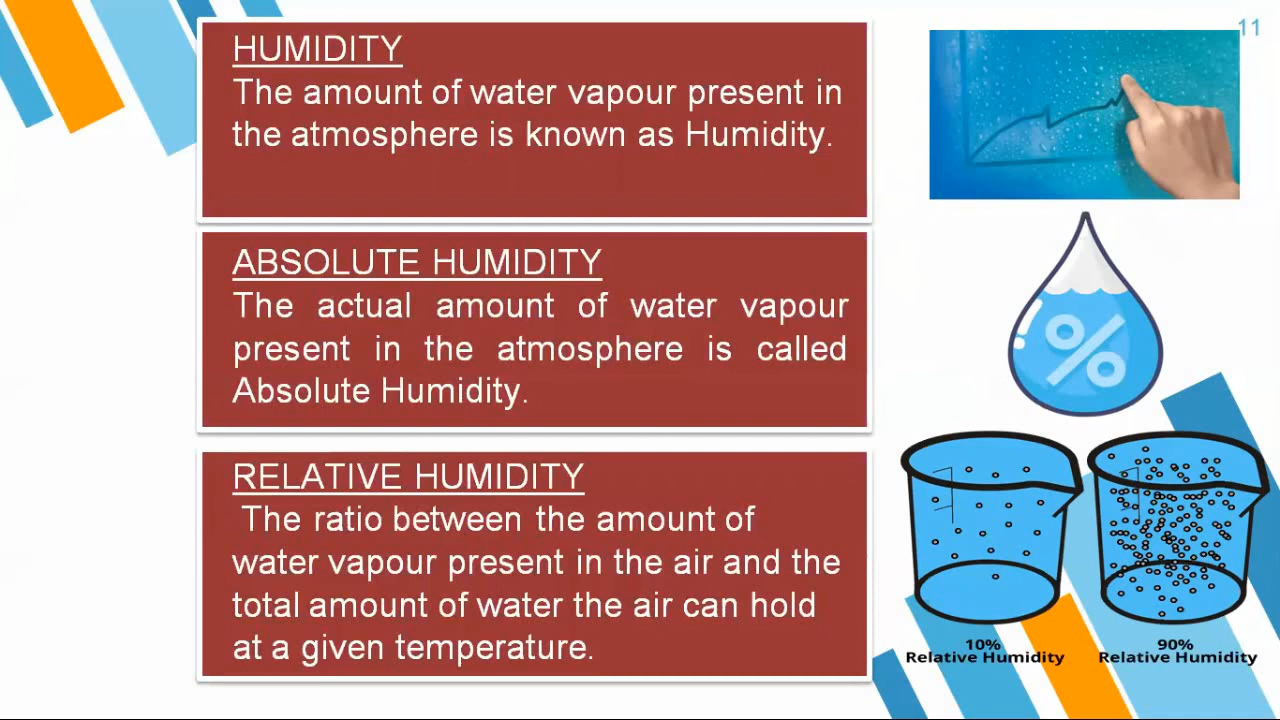 11
HUMIDITY
The amount of water vapour present in
the atmosphere is known as Humidity.
ABSOLUTE HUMIDITY
The actual amount of water vapour
present in the atmosphere is called
Absolute Humidity.
RELATIVE HUMIDITY
The ratio between the amount of
water vapour present in the air and the
total amount of water the air can hold
at a given temperature.
%
10%
Relative Humidity
90%
Relative Humidity